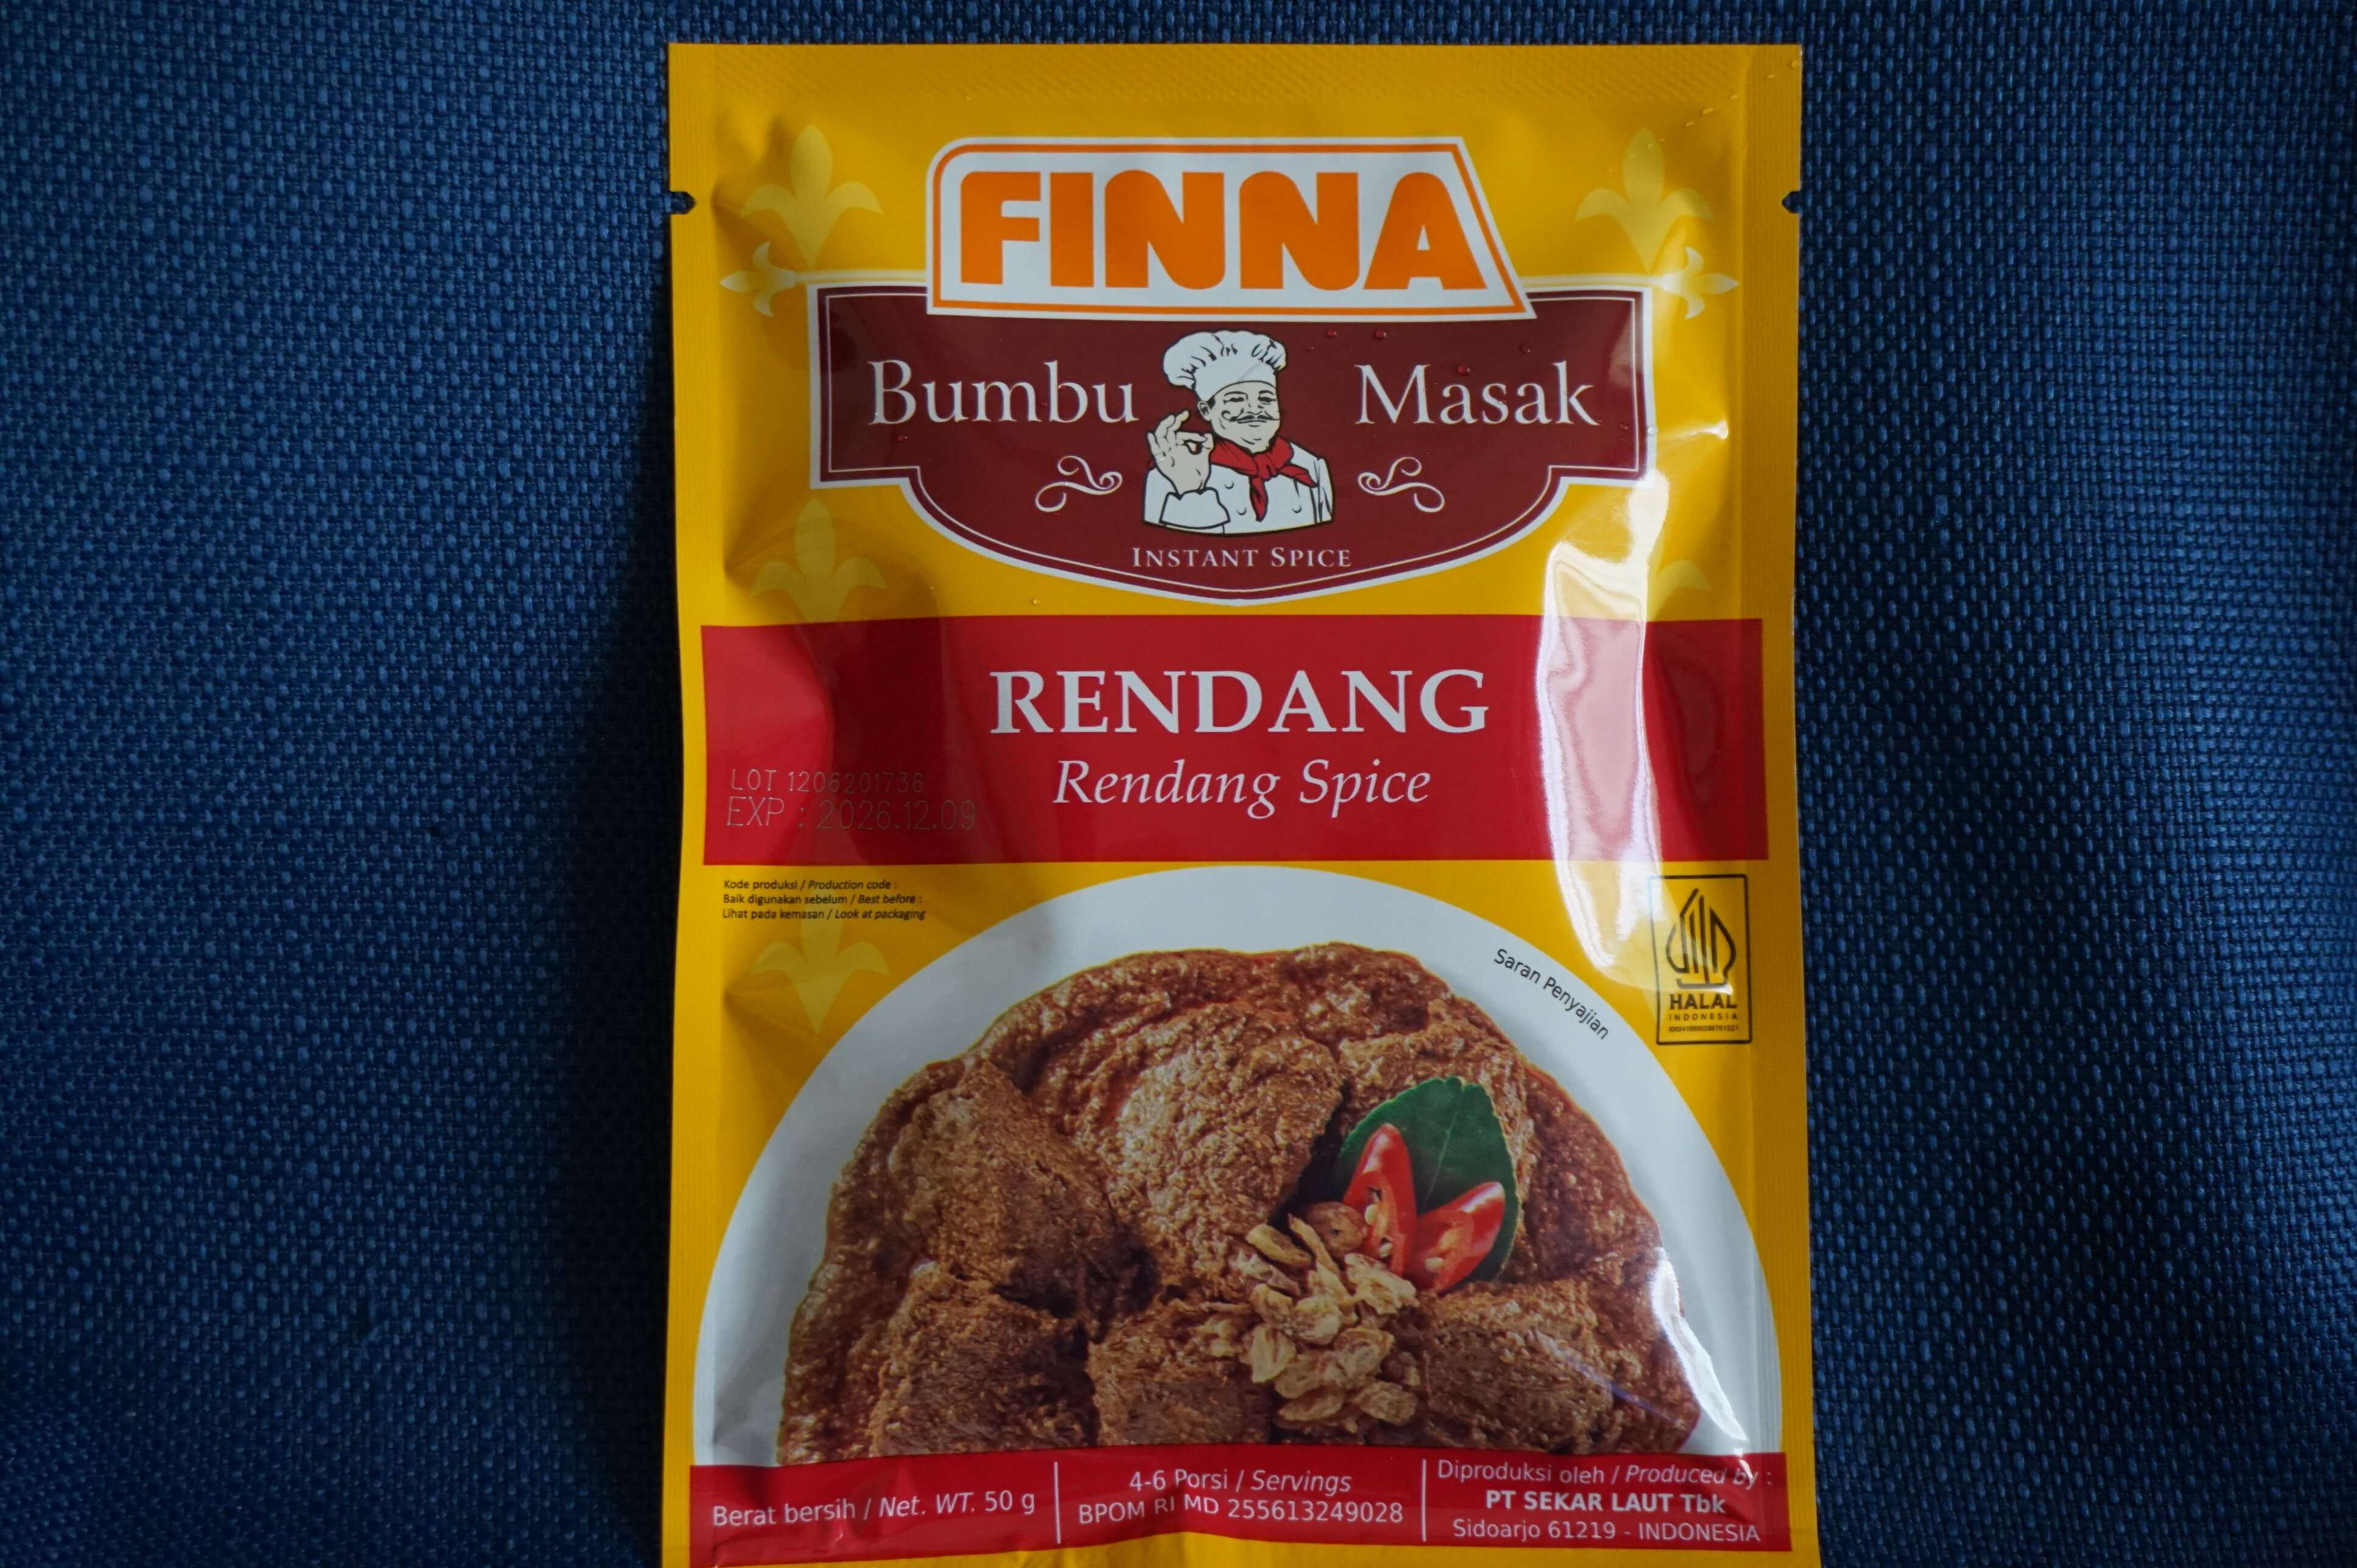 FINNA
Bumbu Masak
INSTANT SPICE
RENDANG
Rendang Spice
LOT 1206201736
EXP : 2026.12.09
Kode produksi / Production code :
Baik digunakan sebelum / Best before :
Lihat pada kemasan / Look at packaging
Saran Penyajian
HALAL
INDONESIA
Berat bersih / Net. WT. 50 g
4-6 Porsi / Servings
BPOM RI MD 255613249028
Diproduksi oleh / Produced by :
PT SEKAR LAUT Tbk
Sidoarjo 61219 - INDONESIA